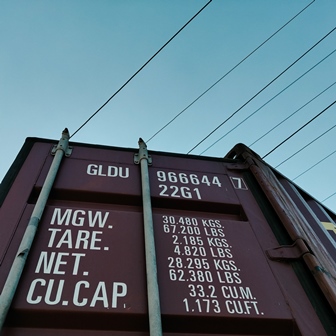 GLDU 966644 7
22G1
MGW. 30.480 KGS.
67.200 LBS
TARE. 2.185 KGS.
4.820 LBS
NET. 28.295 KGS.
62.380 LBS
CU.CAP. 33.2 CU.M.
1.173 CU.FT.